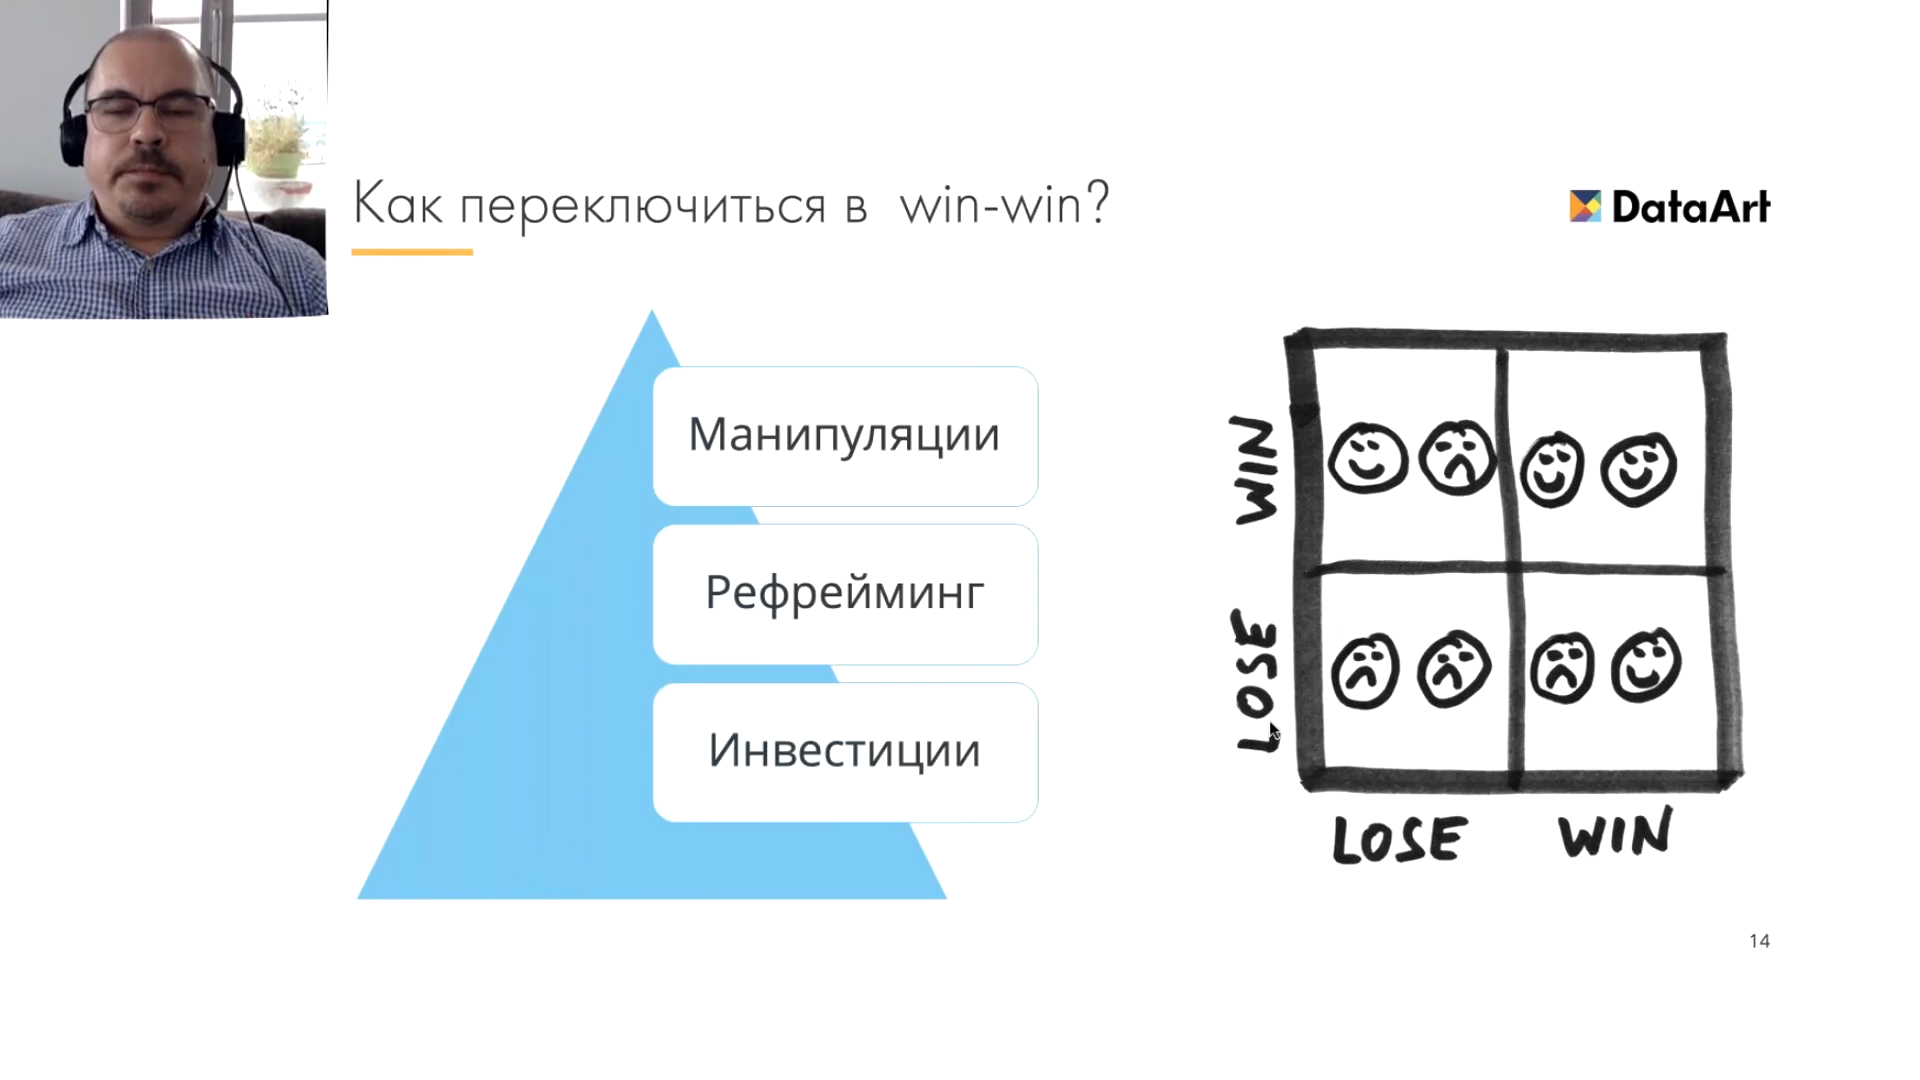 Как переключиться в win-win?
DataArt
Манипуляции
Рефрейминг
Инвестиции
WIN
LOSE
LOSE WIN
14